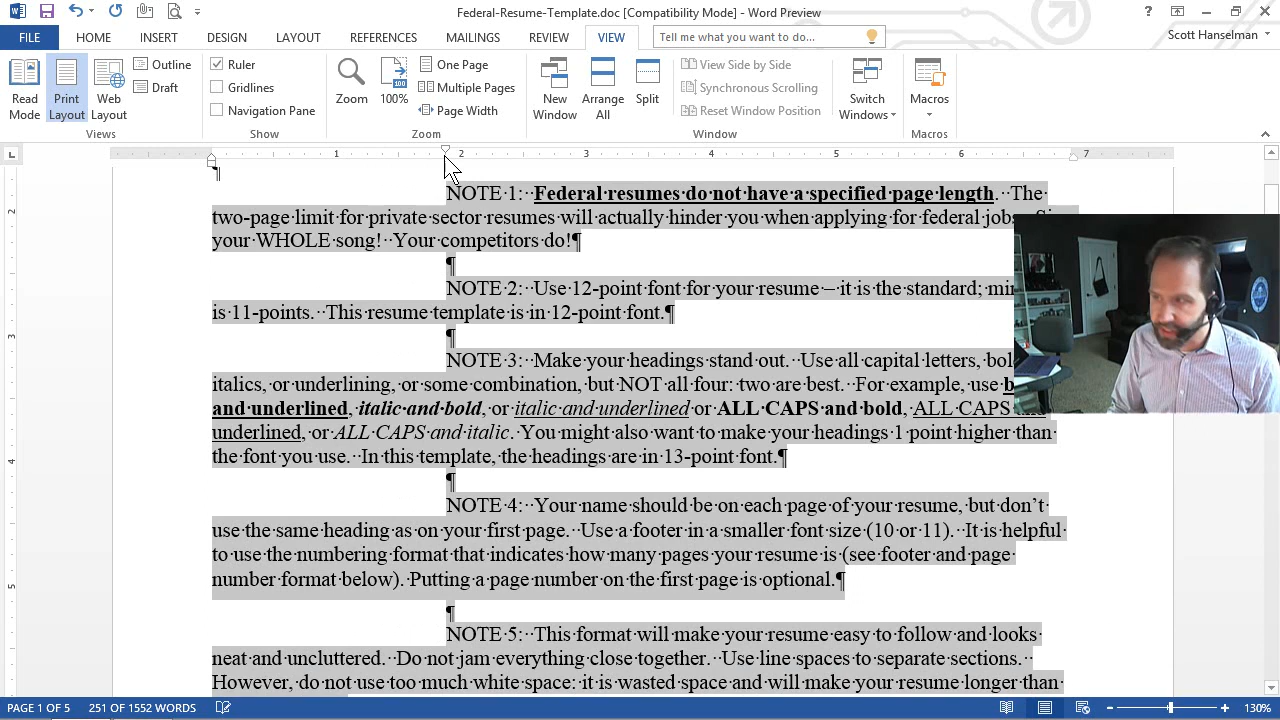 Federal-Resume-Template.doc [Compatibility Mode] - Word Preview
Scott Hanselman
FILE HOME INSERT DESIGN LAYOUT REFERENCES MAILINGS REVIEW VIEW Tell me what you want to do...
Read Mode
Print Layout
Web Layout
Outline
Draft
Views
Ruler
Gridlines
Navigation Pane
Show
Zoom
100%
One Page
Multiple Pages
Page Width
Zoom
New Window
Arrange All
Split
View Side by Side
Synchronous Scrolling
Reset Window Position
Window
Switch Windows
Macros
Macros
1 2 3 4 5 6 7
2
3
4
5
¶
NOTE·1:··Federal·resumes·do·not·have·a·specified·page·length.··The·
two-page·limit·for·private·sector·resumes·will·actually·hinder·you·when·applying·for·federal·jobs.
your·WHOLE·song!··Your·competitors·do!¶
¶
NOTE·2:··Use·12-point·font·for·your·resume·–·it·is·the·standard;·
is·11-points.··This·resume·template·is·in·12-point·font.¶
¶
NOTE·3:··Make·your·headings·stand·out.··Use·all·capital·letters,·
italics,·or·underlining,·or·some·combination,·but·NOT·all·four:·two·are·best.··For·example,·use·
and·underlined,·italic·and·bold,·or·italic·and·underlined·or·ALL·CAPS·and·bold,·ALL·CAPS·and·
underlined,·or·ALL·CAPS·and·italic.··You·might·also·want·to·make·your·headings·1·point·higher·than·
the·font·you·use.··In·this·template,·the·headings·are·in·13-point·font.¶
¶
NOTE·4:··Your·name·should·be·on·each·page·of·your·resume,·but·don't·
use·the·same·heading·as·on·your·first·page.··Use·a·footer·in·a·smaller·font·size·(10·or·11).··It·is·helpful·
to·use·the·numbering·format·that·indicates·how·many·pages·your·resume·is·(see·footer·and·page·
number·format·below).··Putting·a·page·number·on·the·first·page·is·optional.¶
¶
NOTE·5:··This·format·will·make·your·resume·easy·to·follow·and·looks·
neat·and·uncluttered.··Do·not·jam·everything·close·together.··Use·line·spaces·to·separate·sections.··
However,·do·not·use·too·much·white·space:·it·is·wasted·space·and·will·make·your·resume·longer·than·
PAGE 1 OF 5 251 OF 1552 WORDS 130%